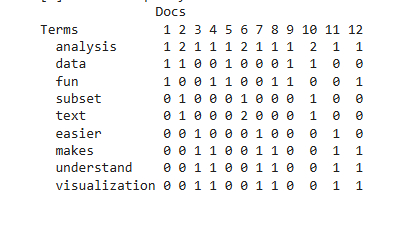 Docs
Terms 1 2 3 4 5 6 7 8 9 10 11 12
analysis 1 2 1 1 1 2 1 1 1 2 1 1
data 1 1 0 0 1 0 0 0 1 1 0 0
fun 1 0 0 1 1 0 0 1 1 0 0 1
subset 0 1 0 0 0 1 0 0 0 1 0 0
text 0 1 0 0 0 2 0 0 0 1 0 0
easier 0 0 1 0 0 0 1 0 0 0 1 0
makes 0 0 1 1 0 0 1 1 0 0 1 1
understand 0 0 1 1 0 0 1 1 0 0 1 1
visualization 0 0 1 1 0 0 1 1 0 0 1 1